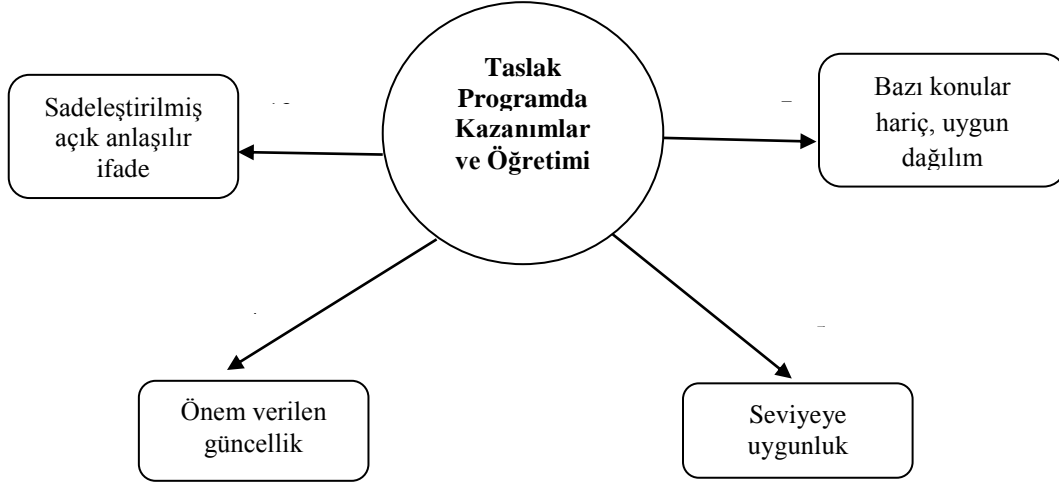 Taslak
Programda
Kazanımlar
ve Öğretimi
Sadeleştirilmiş
açık anlaşılır
ifade
Bazı konular
hariç, uygun
dağılım
Önem verilen
güncellik
Seviyeye
uygunluk